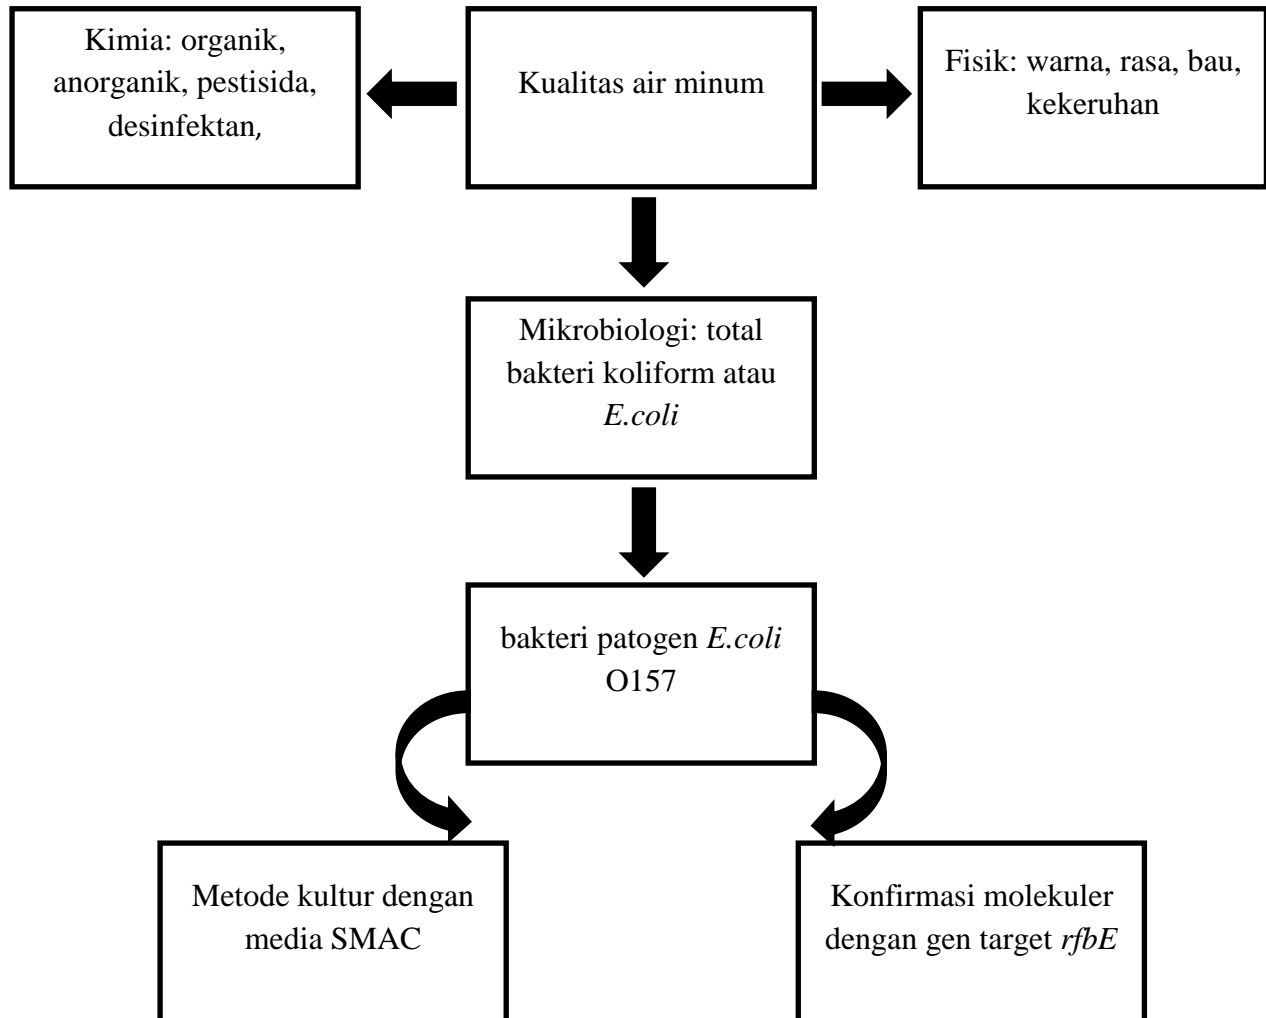 Kimia: organik,
anorganik, pestisida,
desinfektan,
Kualitas air minum
Fisik: warna, rasa, bau,
kekeruhan
Mikrobiologi: total
bakteri koliform atau
E.coli
bakteri patogen E.coli
O157
Metode kultur dengan
media SMAC
Konfirmasi molekuler
dengan gen target rfbE